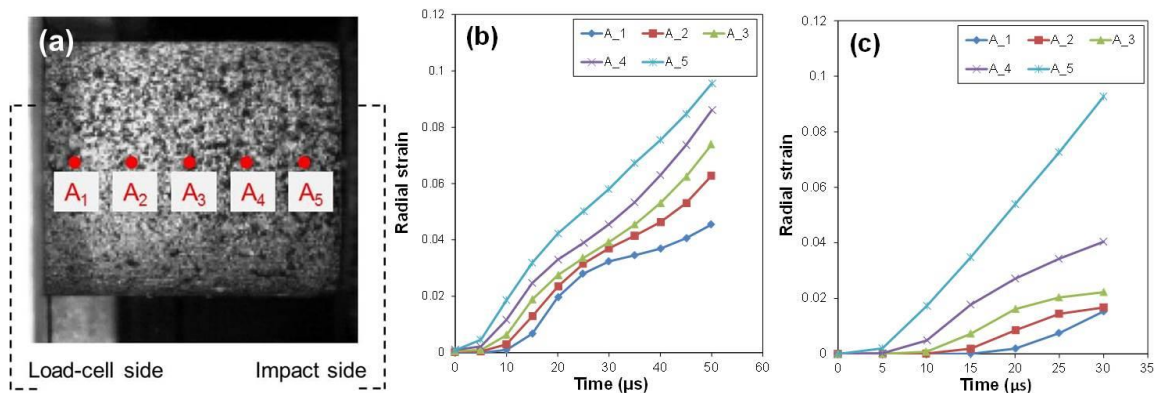 (a)
A1 A2 A3 A4 A5
Load-cell side Impact side
(b)
A_1 A_2 A_3
A_4 A_5
Radial strain
0.12
0.1
0.08
0.06
0.04
0.02
0
0 10 20 30 40 50 60
Time (μs)
(c)
A_1 A_2 A_3
A_4 A_5
Radial strain
0.12
0.1
0.08
0.06
0.04
0.02
0
0 5 10 15 20 25 30 35
Time (μs)